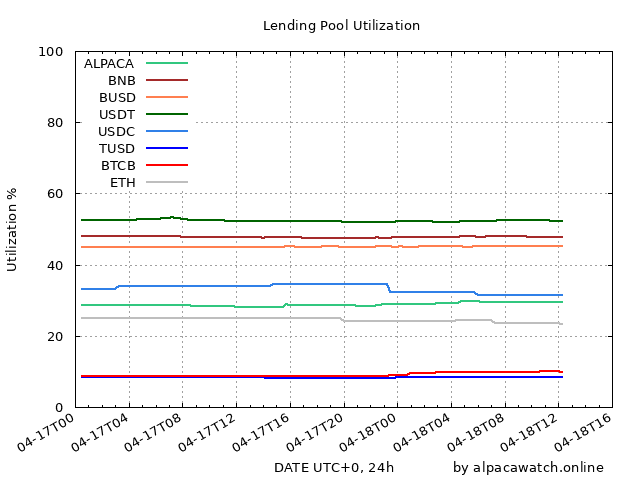 Lending Pool Utilization
100
80
60
40
20
0
Utilization %
ALPACA
BNB
BUSD
USDT
USDC
TUSD
BTCB
ETH
04-17T00
04-17T04
04-17T08
04-17T12
04-17T16
04-17T20
04-18T00
04-18T04
04-18T08
04-18T12
04-18T16
DATE UTC+0, 24h
by alpacawatch.online